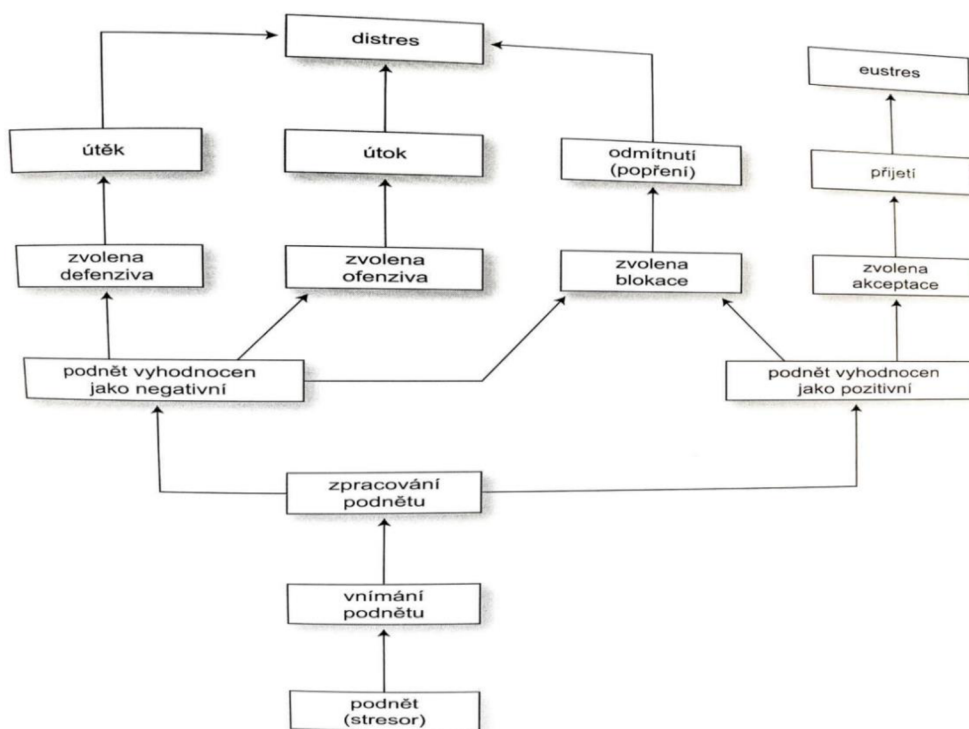 distres
eustres
útěk
útok
odmítnutí
(popření)
přijetí
zvolena
defenziva
zvolena
ofenziva
zvolena
blokace
zvolena
akceptace
podnět vyhodnocen
jako negativní
podnět vyhodnocen
jako pozitivní
zpracování
podnětu
vnímání
podnětu
podnět
(stresor)